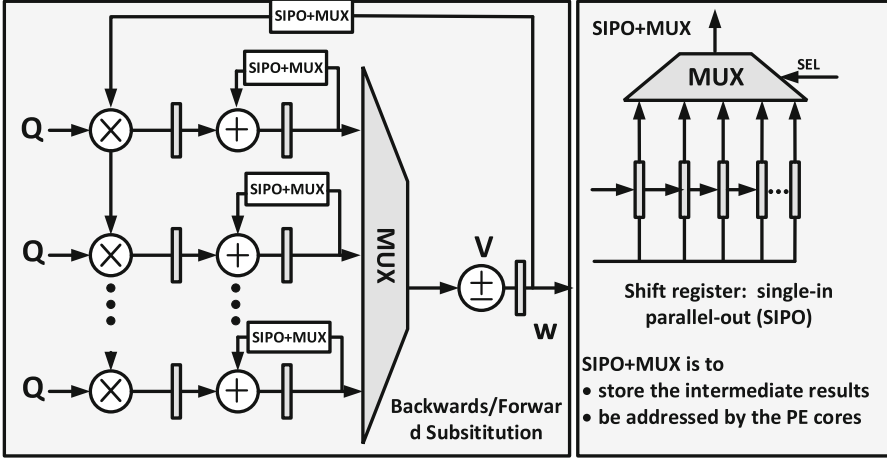 SIPO+MUX
SIPO+MUX
Q
SIPO+MUX
Q
MUX
V
w
SIPO+MUX
Q
Backwards/Forwar
d Subsititution
SIPO+MUX
MUX
SEL
Shift register: single-in
parallel-out (SIPO)
SIPO+MUX is to
• store the intermediate results
• be addressed by the PE cores